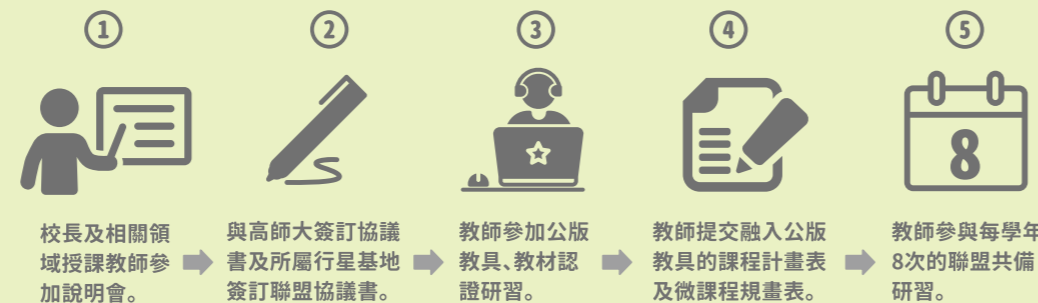 1
2
3
4
5
8
校長及相關領
域授課教師參
加說明會。
與高師大簽訂協議
書及所屬行星基地
簽訂聯盟協議書。
教師參加公版
教具、教材認
證研習。
教師提交融入公版
教具的課程計畫表
及微課程規畫表。
教師參與每學年
8次的聯盟共備
研習。